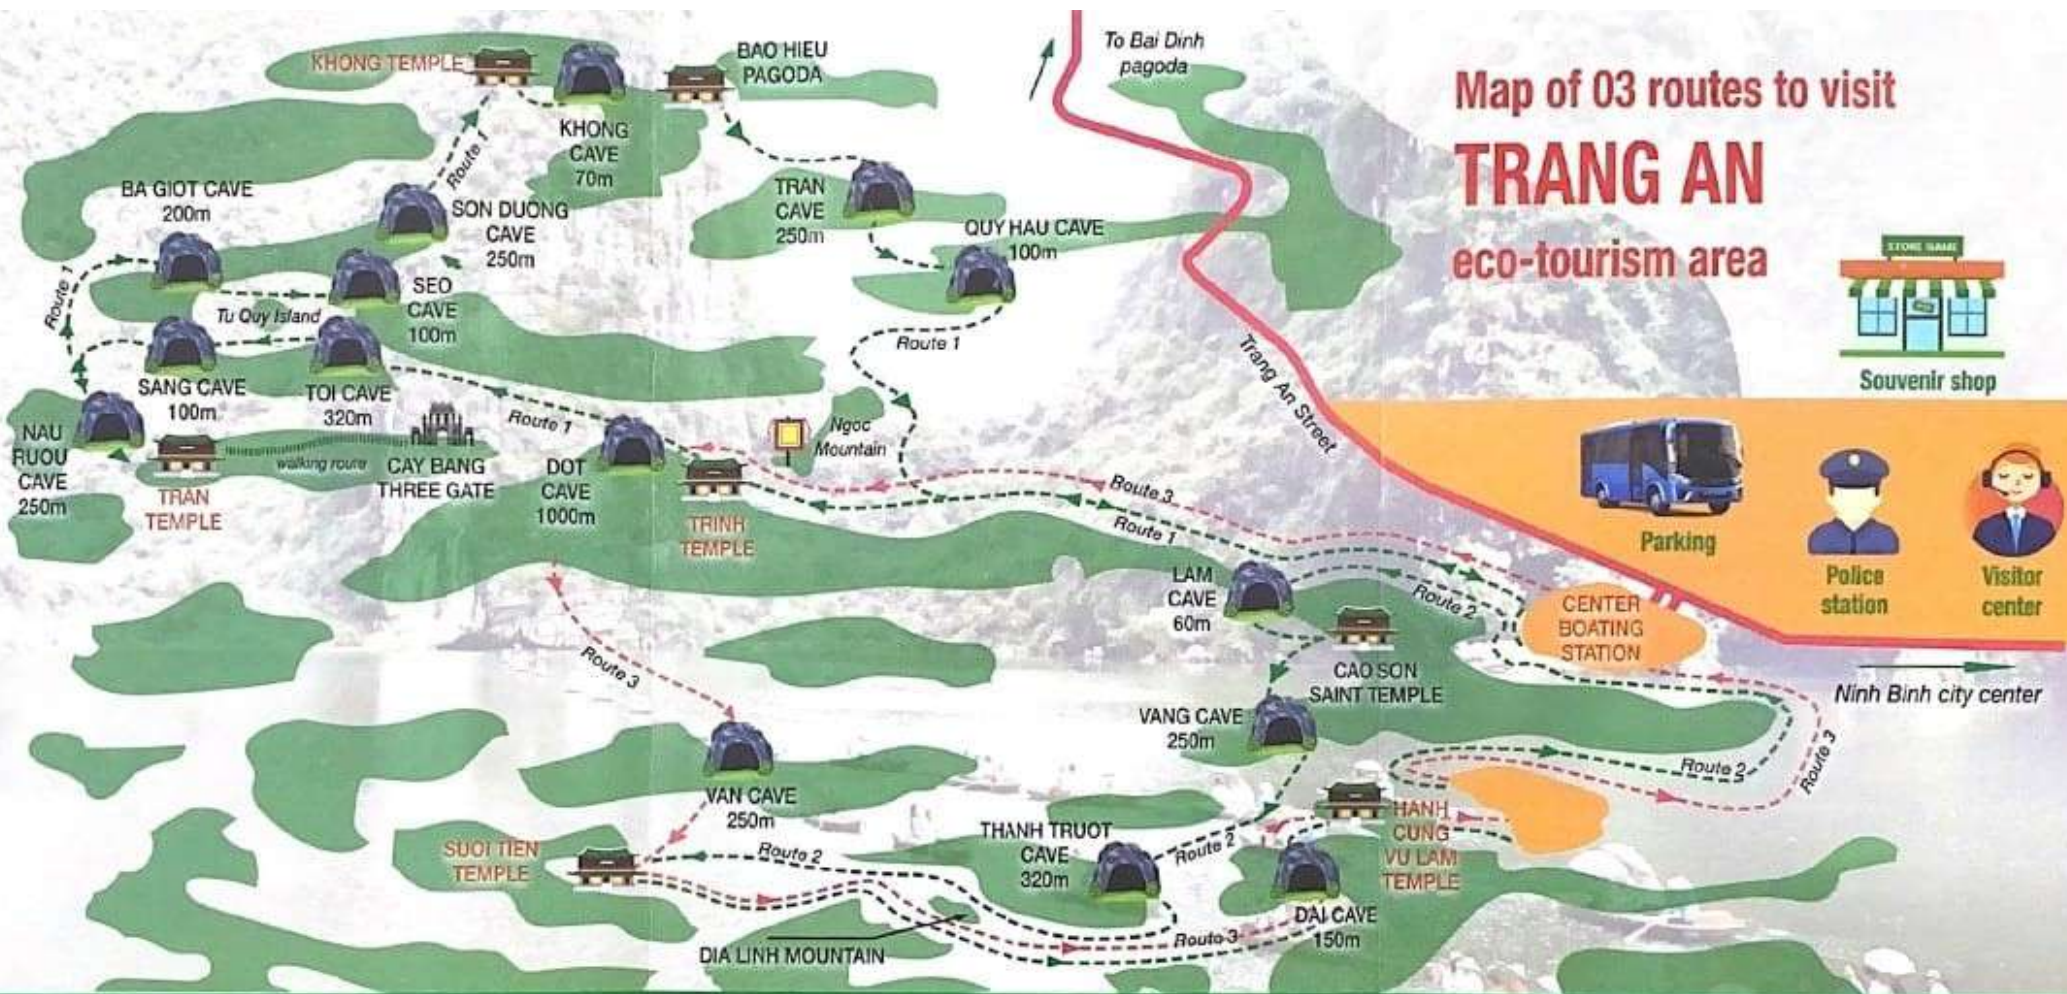 Map of 03 routes to visit
TRANG AN
eco-tourism area
To Bai Dinh
pagoda
KHONG TEMPLE
BAO HIEU
PAGODA
KHONG
CAVE
70m
Route 1
BA GIOT CAVE
200m
SON DUONG
CAVE
250m
TRAN
CAVE
250m
QUY HAU CAVE
100m
STORE NAME
Souvenir shop
Route 1
SEO
CAVE
100m
Tu Quy Island
Route 1
Trang An Street
SANG CAVE
100m
TOI CAVE
320m
Route 1
Ngoc
Mountain
NAU
RUOU
CAVE
250m
walking route
CAY BANG
THREE GATE
DOT
CAVE
1000m
TRAN
TEMPLE
TRINH
TEMPLE
Route 3
Route 1
Parking
Police
station
Visitor
center
LAM
CAVE
60m
Route 2
CENTER
BOATING
STATION
Route 3
CAO SON
SAINT TEMPLE
Ninh Binh city center
VANG CAVE
250m
Route 2
Route 3
VAN CAVE
250m
HANH
CUNG
VU LAM
TEMPLE
THANH TRUOT
CAVE
320m
Route 2
SUOI TIEN
TEMPLE
Route 2
DAI CAVE
150m
Route 3
DIA LINH MOUNTAIN